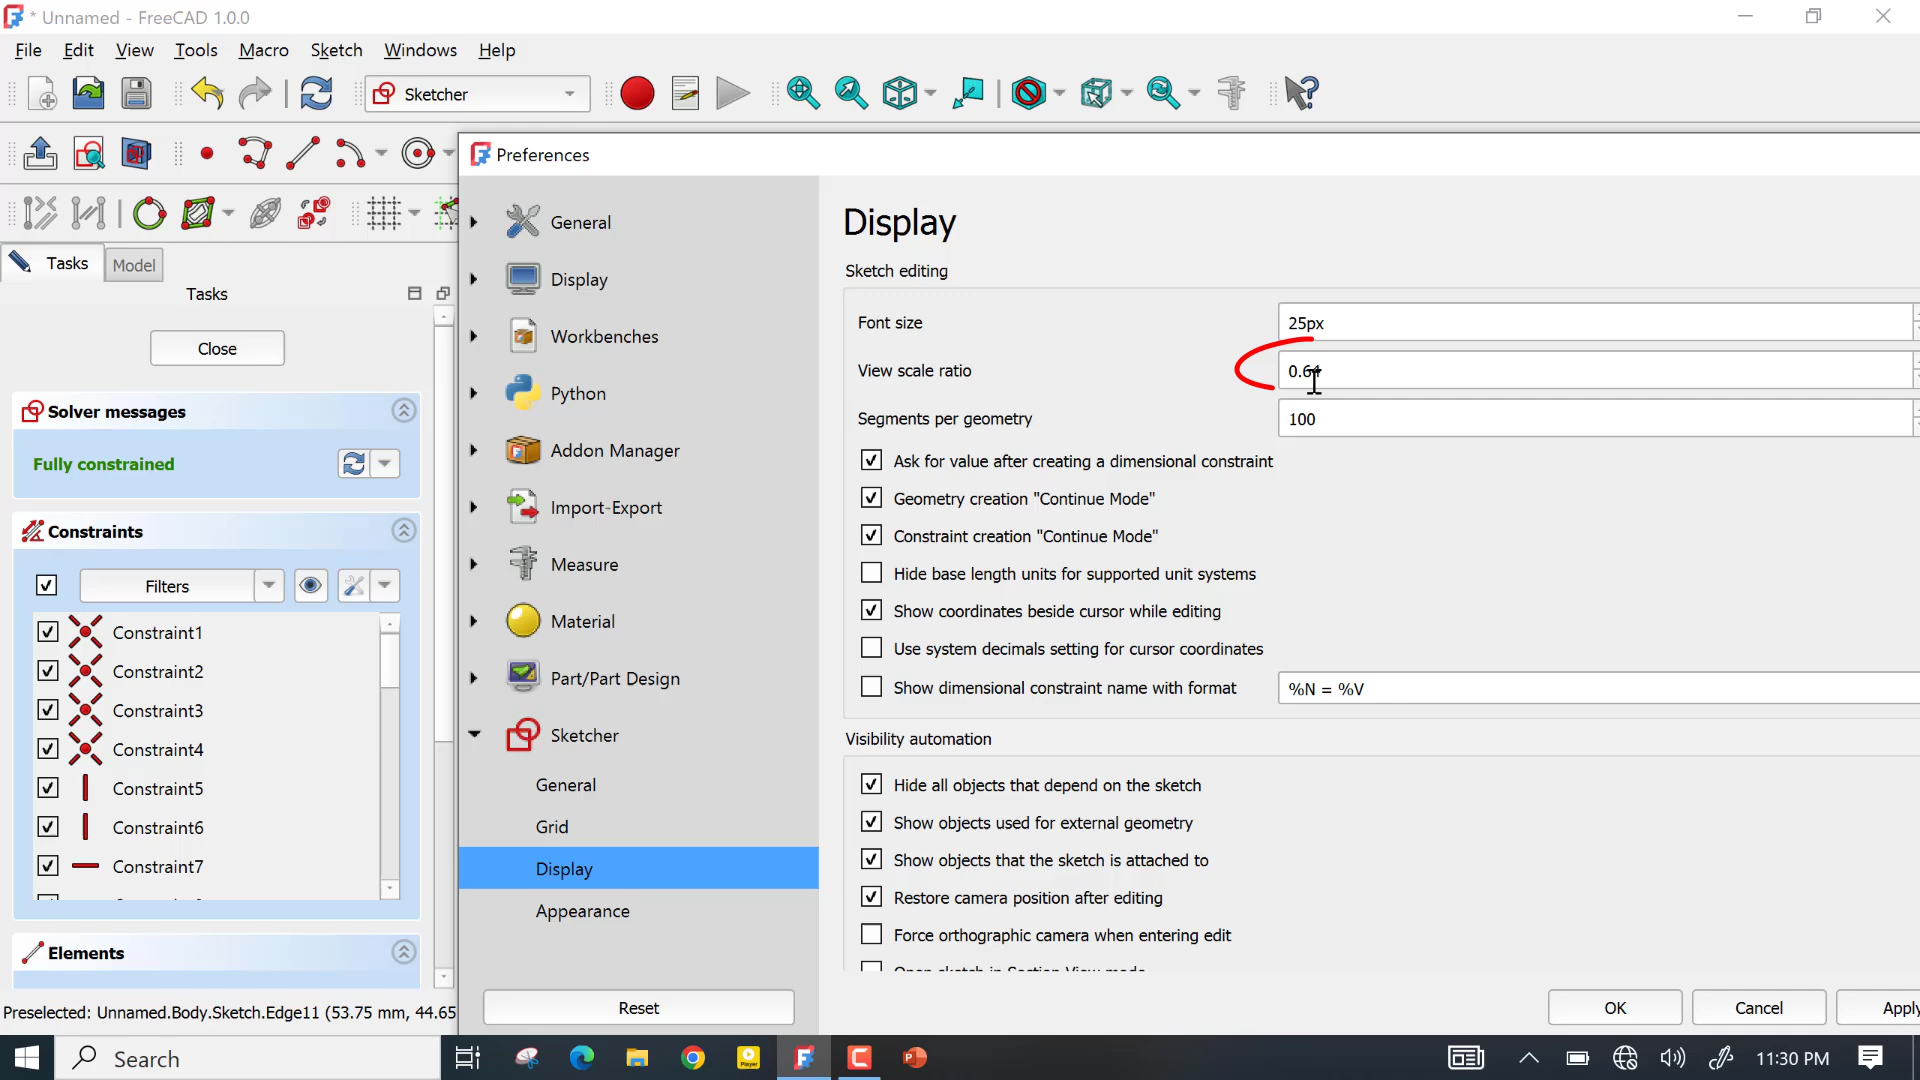 * Unnamed - FreeCAD 1.0.0
File Edit View Tools Macro Sketch Windows Help
Sketcher
Preferences
Tasks Model
Tasks
Close
Solver messages
Fully constrained
Constraints
Filters
Constraint1
Constraint2
Constraint3
Constraint4
Constraint5
Constraint6
Constraint7
Elements
Preselected: Unnamed.Body.Sketch.Edge11 (53.75 mm, 44.65
General
Display
Workbenches
Python
Addon Manager
Import-Export
Measure
Material
Part/Part Design
Sketcher
General
Grid
Display
Appearance
Reset
Display
Sketch editing
Font size 25px
View scale ratio 0.64
Segments per geometry 100
Ask for value after creating a dimensional constraint
Geometry creation "Continue Mode"
Constraint creation "Continue Mode"
Hide base length units for supported unit systems
Show coordinates beside cursor while editing
Use system decimals setting for cursor coordinates
Show dimensional constraint name with format %N = %V
Visibility automation
Hide all objects that depend on the sketch
Show objects used for external geometry
Show objects that the sketch is attached to
Restore camera position after editing
Force orthographic camera when entering edit
Open sketch in Section View mode
OK Cancel Apply
Search
Player
11:30 PM